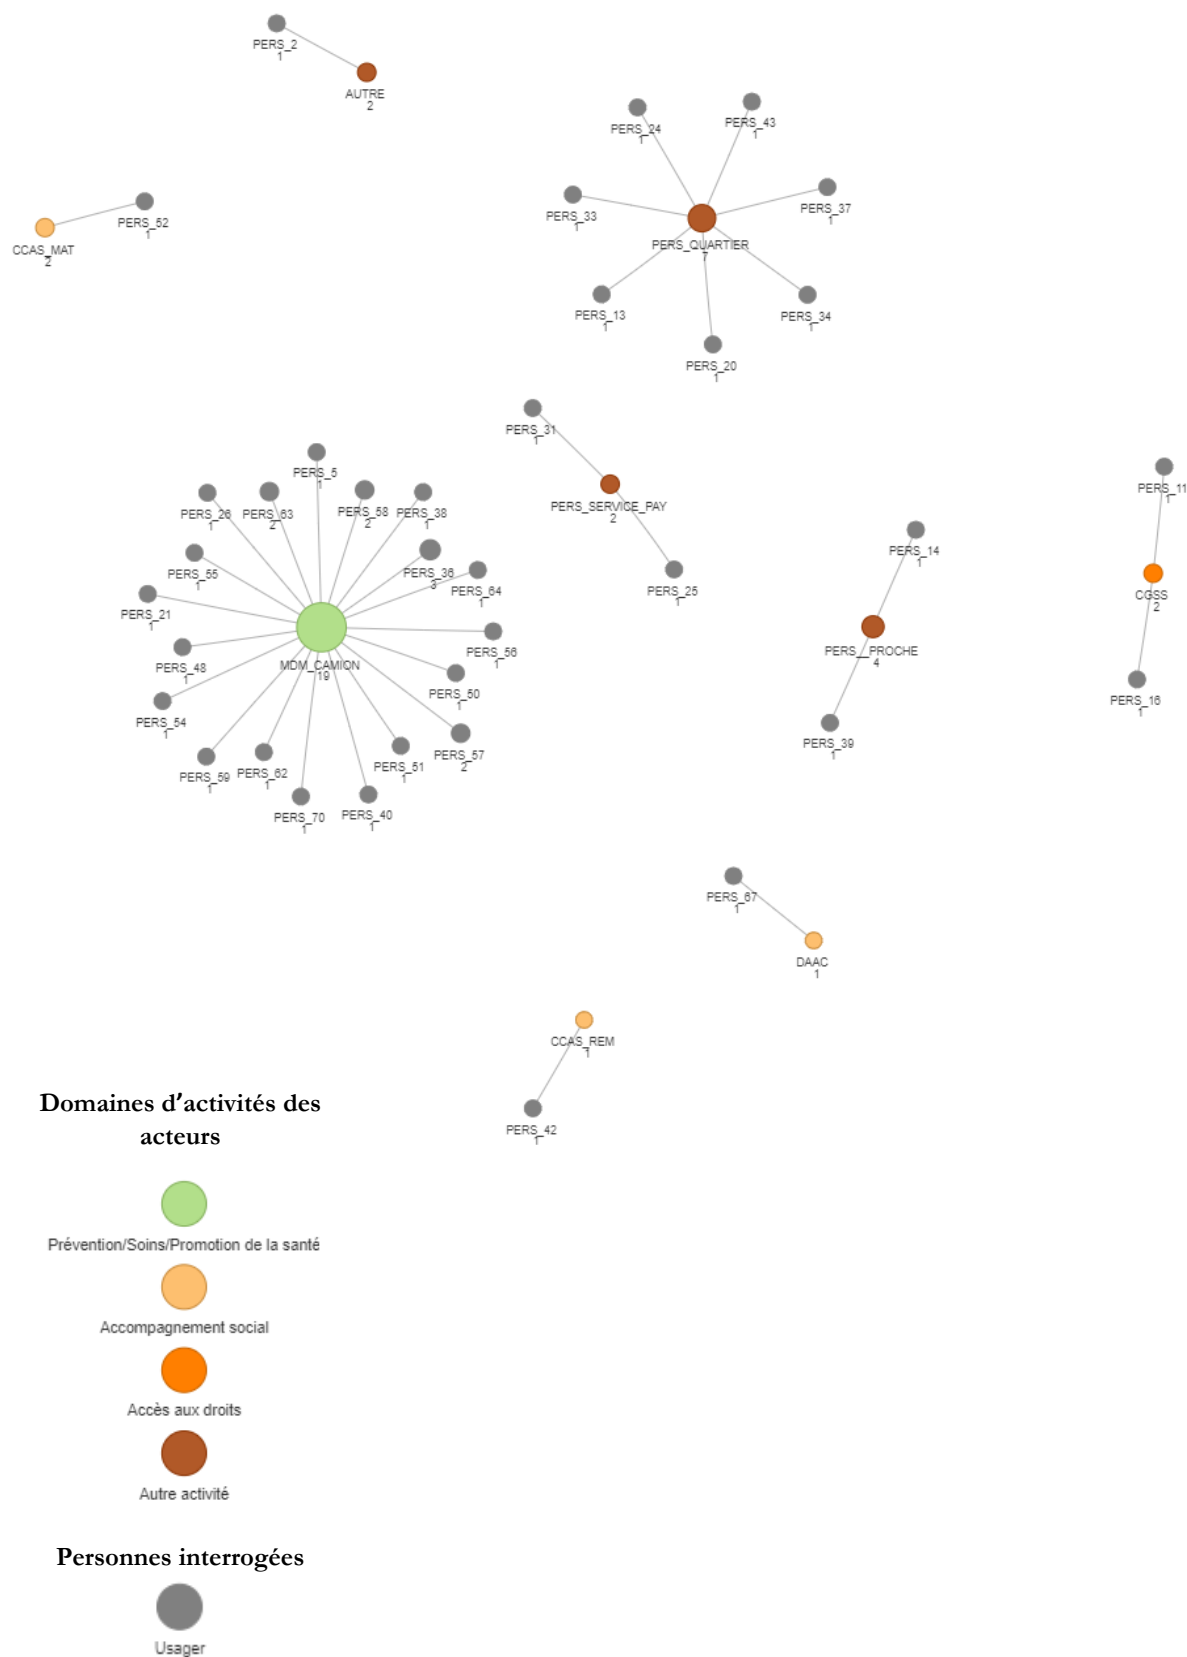 PERS_2
1
AUTRE
2
PERS_24
1
PERS_43
1
PERS_52
1
CCAS_MAT
2
PERS_33
1
PERS_37
1
PERS_QUARTIER
7
PERS_13
1
PERS_34
1
PERS_20
1
PERS_31
1
PERS_SERVICE_PAY
2
PERS_25
1
PERS_5
1
PERS_26
1
PERS_63
2
PERS_58
2
PERS_38
1
PERS_55
1
PERS_36
3
PERS_64
1
PERS_21
1
PERS_48
1
MDM_CAMION
19
PERS_56
1
PERS_50
1
PERS_54
1
PERS_59
1
PERS_62
1
PERS_51
1
PERS_57
2
PERS_70
1
PERS_40
1
PERS_14
1
PERS__PROCHE
4
PERS_39
1
PERS_11
1
CGSS
2
PERS_16
1
PERS_67
1
DAAC
1
CCAS_REM
1
PERS_42
1
Domaines d’activités des
acteurs
Prévention/Soins/Promotion de la santé
Accompagnement social
Accès aux droits
Autre activité
Personnes interrogées
Usager